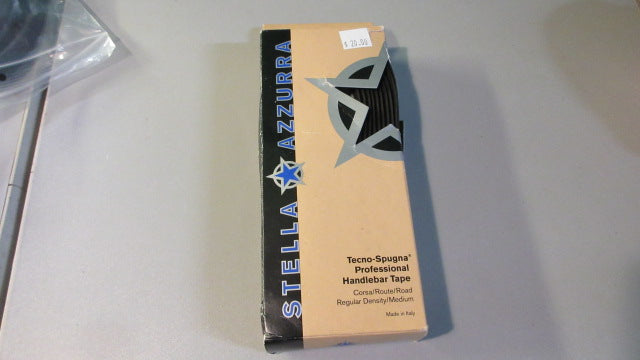 $ 20.00
STELLA AZZURRA
Tecno-Spugna®
Professional
Handlebar Tape
Corsa/Route/Road
Regular Density/Medium
Made in Italy